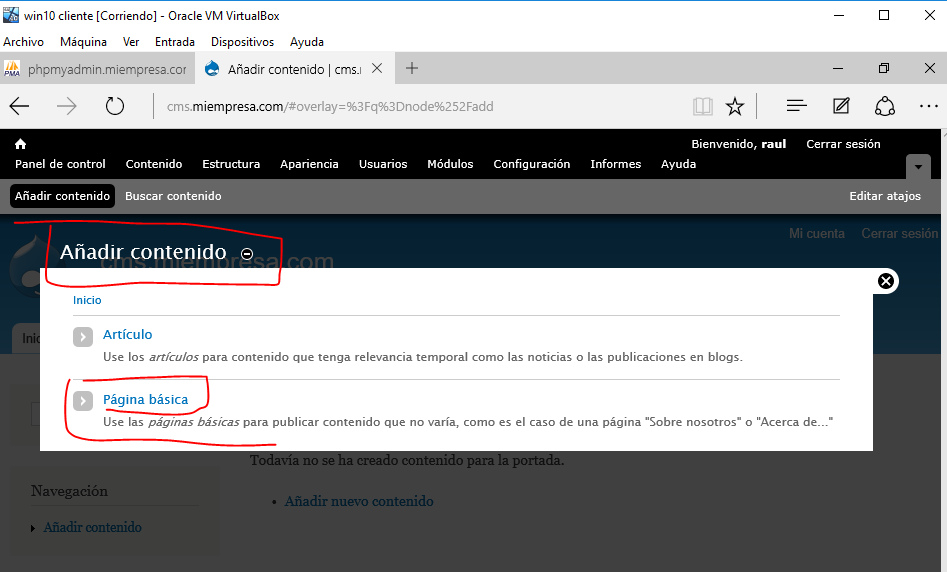 win10 cliente [Corriendo] - Oracle VM VirtualBox
Archivo Máquina Ver Entrada Dispositivos Ayuda
PMA phpmyadmin.miempresa.cor Añadir contenido | cms.
cms.miempresa.com/#overlay=%3Fq%3Dnode%252Fadd
Bienvenido, raul Cerrar sesión
Panel de control Contenido Estructura Apariencia Usuarios Módulos Configuración Informes Ayuda
Añadir contenido Buscar contenido Editar atajos
Mi cuenta Cerrar sesión
Añadir contenido
cms.miempresa.com
Inicio
Artículo
Use los artículos para contenido que tenga relevancia temporal como las noticias o las publicaciones en blogs.
Página básica
Use las páginas básicas para publicar contenido que no varía, como es el caso de una página "Sobre nosotros" o "Acerca de..."
Todavía no se ha creado contenido para la portada.
Navegación
Añadir nuevo contenido
Añadir contenido